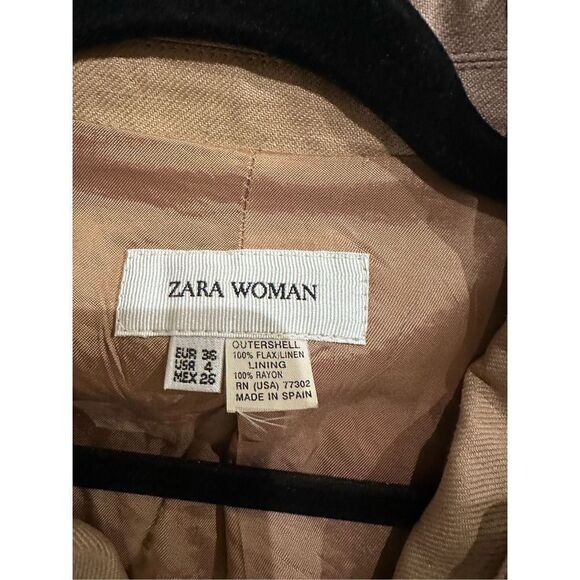 ZARA WOMAN
EUR 36
USA 4
MEX 26
OUTERSHELL
100% FLAX/LINEN
LINING
100% RAYON
RN (USA) 77302
MADE IN SPAIN